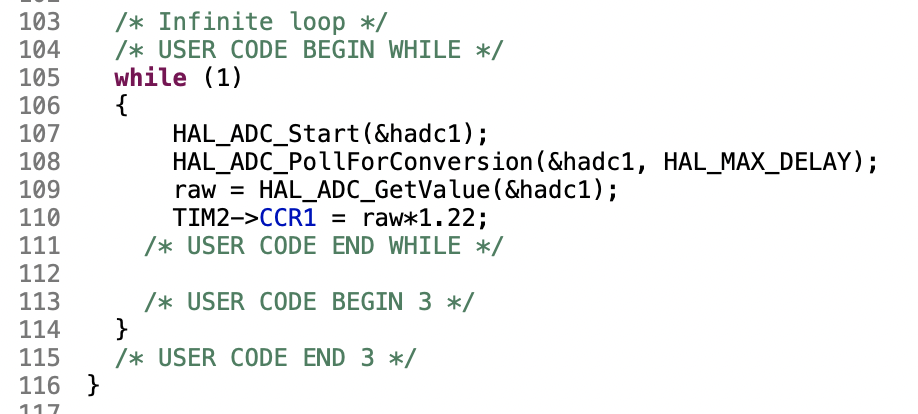 103 /* Infinite loop */
104 /* USER CODE BEGIN WHILE */
105 while (1)
106 {
107 HAL_ADC_Start(&hadc1);
108 HAL_ADC_PollForConversion(&hadc1, HAL_MAX_DELAY);
109 raw = HAL_ADC_GetValue(&hadc1);
110 TIM2->CCR1 = raw*1.22;
111 /* USER CODE END WHILE */
112
113 /* USER CODE BEGIN 3 */
114 }
115 /* USER CODE END 3 */
116 }